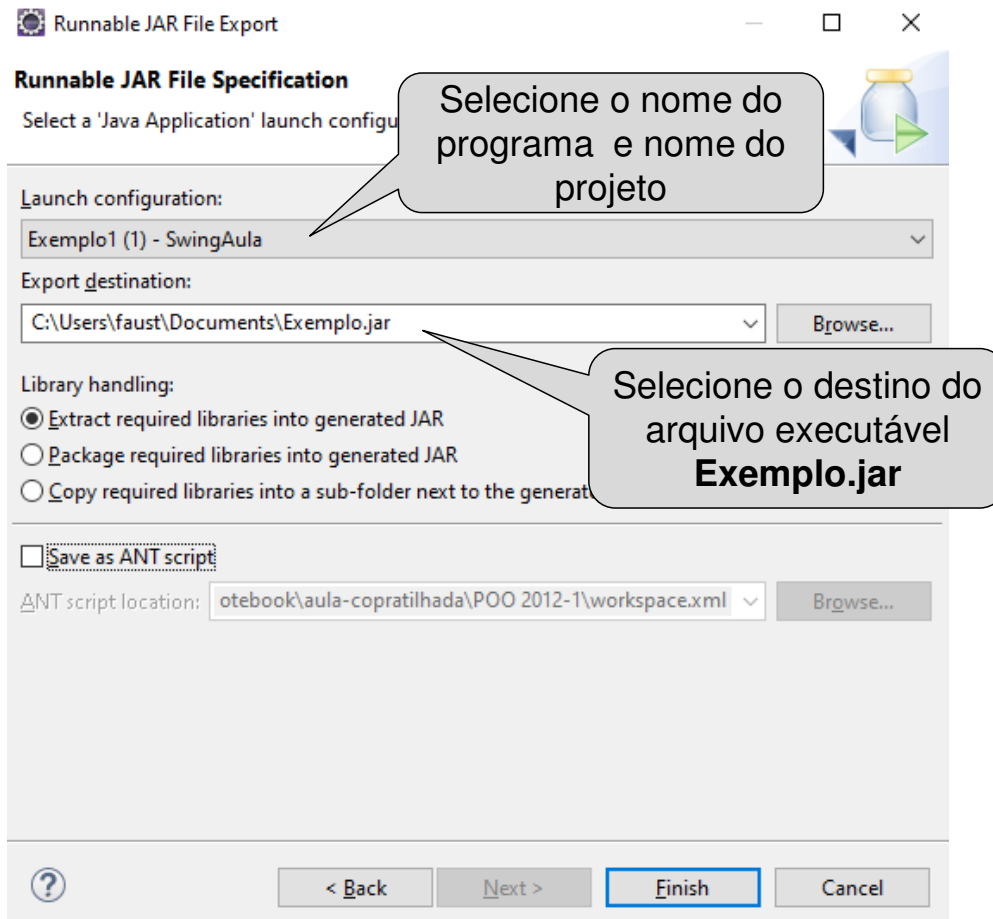 Runnable JAR File Export
Runnable JAR File Specification
Select a 'Java Application' launch configu
Selecione o nome do
programa e nome do
projeto
Launch configuration:
Exemplo1 (1) - SwingAula
Export destination:
C:\Users\faust\Documents\Exemplo.jar
Browse...
Selecione o destino do
arquivo executável
Exemplo.jar
Library handling:
Extract required libraries into generated JAR
Package required libraries into generated JAR
Copy required libraries into a sub-folder next to the generat
Save as ANT script
ANT script location: otebook\aula-copratilhada\POO 2012-1\workspace.xml Browse...
? < Back Next > Finish Cancel